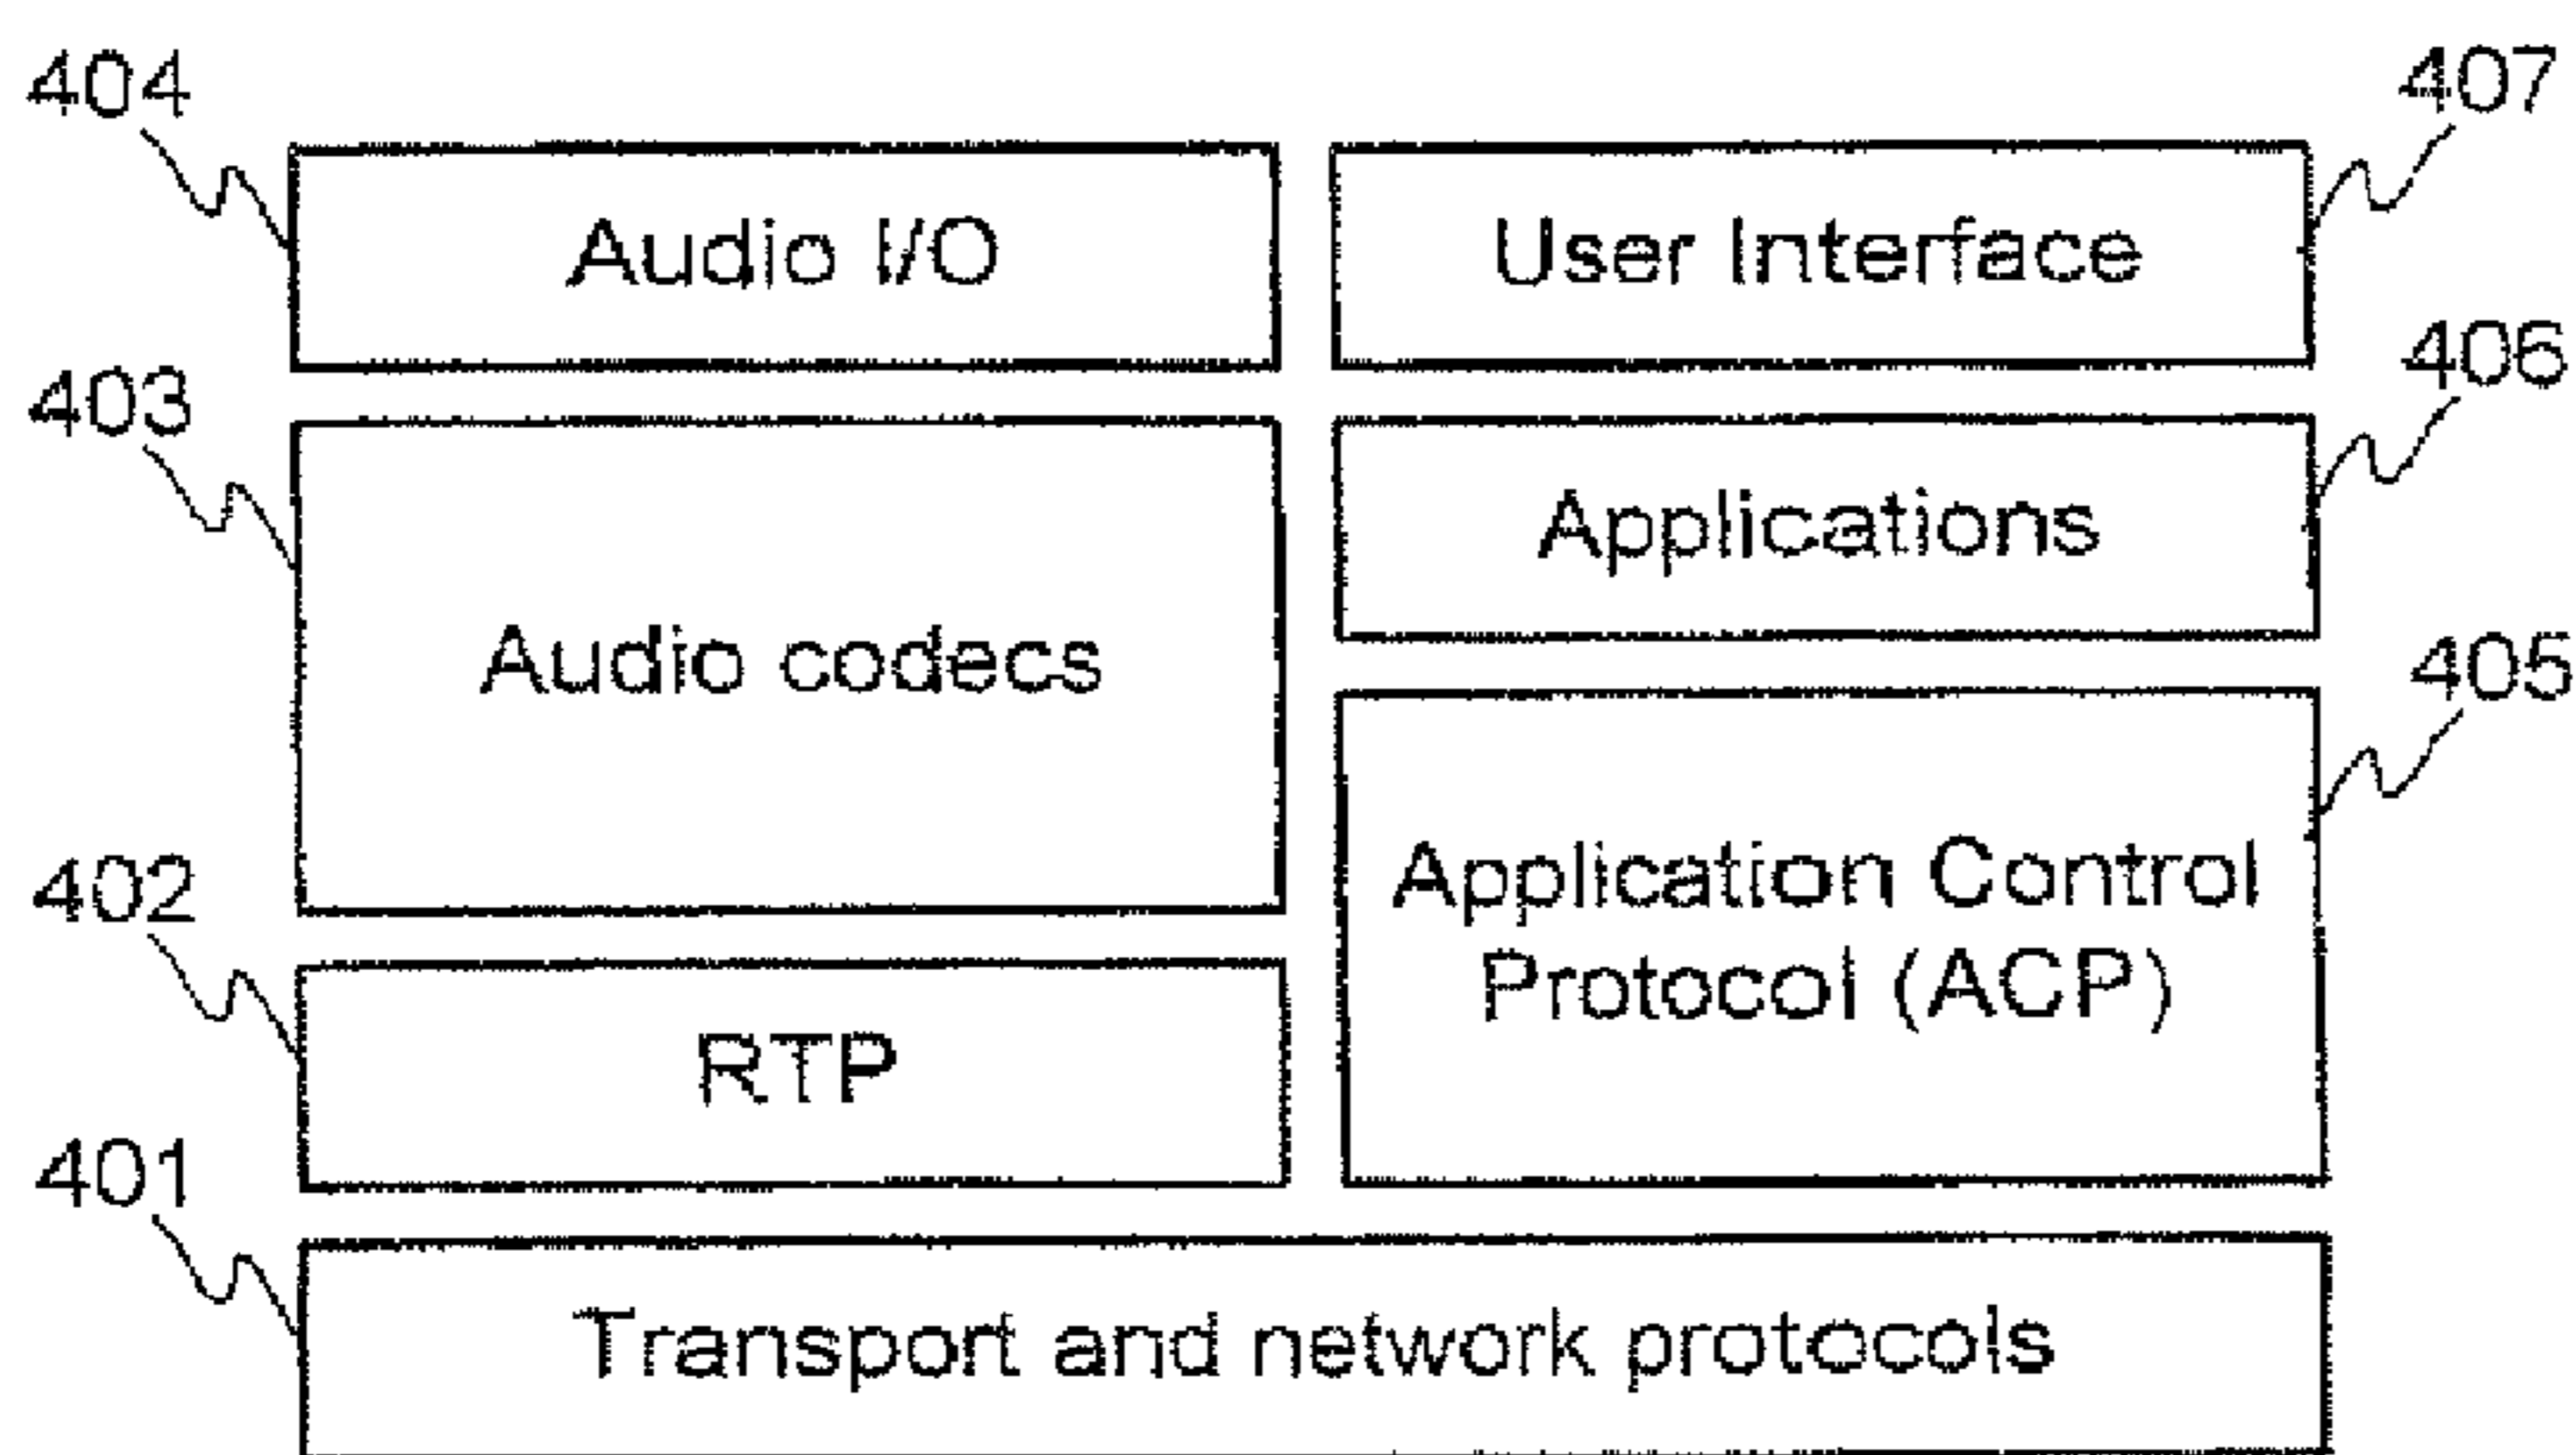 404
407
Audio I/O
User Interface
403
406
Applications
Audio codecs
405
402
Application Control
Protocol (ACP)
RTP
401
Transport and network protocols